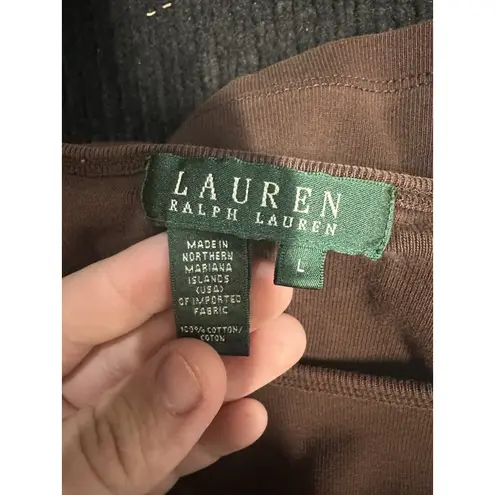 LAUREN
RALPH LAUREN
L
MADE IN
NORTHERN
MARIANA
ISLANDS
(USA)
OF IMPORTED
FABRIC
100% COTTON/
COTON